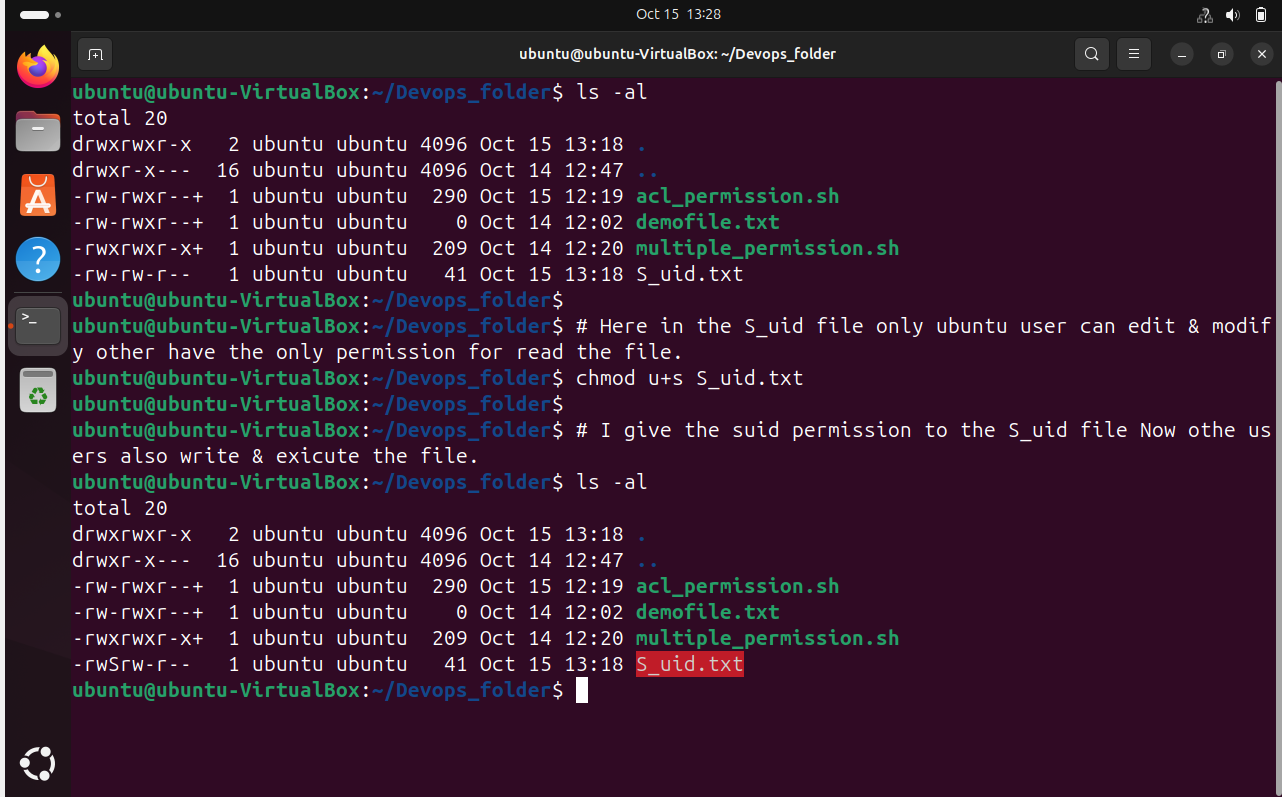 Oct 15 13:28
ubuntu@ubuntu-VirtualBox: ~/Devops_folder
ubuntu@ubuntu-VirtualBox:~/Devops_folder$ ls -al
total 20
drwxrwxr-x 2 ubuntu ubuntu 4096 Oct 15 13:18 .
drwxr-x--- 16 ubuntu ubuntu 4096 Oct 14 12:47 ..
-rw-rwxr--+ 1 ubuntu ubuntu 290 Oct 15 12:19 acl_permission.sh
-rw-rwxr--+ 1 ubuntu ubuntu 0 Oct 14 12:02 demofile.txt
-rwxrwxr-x+ 1 ubuntu ubuntu 209 Oct 14 12:20 multiple_permission.sh
-rw-rw-r-- 1 ubuntu ubuntu 41 Oct 15 13:18 S_uid.txt
ubuntu@ubuntu-VirtualBox:~/Devops_folder$
ubuntu@ubuntu-VirtualBox:~/Devops_folder$ # Here in the S_uid file only ubuntu user can edit & modif
y other have the only permission for read the file.
ubuntu@ubuntu-VirtualBox:~/Devops_folder$ chmod u+s S_uid.txt
ubuntu@ubuntu-VirtualBox:~/Devops_folder$
ubuntu@ubuntu-VirtualBox:~/Devops_folder$ # I give the suid permission to the S_uid file Now othe us
ers also write & exicute the file.
ubuntu@ubuntu-VirtualBox:~/Devops_folder$ ls -al
total 20
drwxrwxr-x 2 ubuntu ubuntu 4096 Oct 15 13:18 .
drwxr-x--- 16 ubuntu ubuntu 4096 Oct 14 12:47 ..
-rw-rwxr--+ 1 ubuntu ubuntu 290 Oct 15 12:19 acl_permission.sh
-rw-rwxr--+ 1 ubuntu ubuntu 0 Oct 14 12:02 demofile.txt
-rwxrwxr-x+ 1 ubuntu ubuntu 209 Oct 14 12:20 multiple_permission.sh
-rwSrw-r-- 1 ubuntu ubuntu 41 Oct 15 13:18 S_uid.txt
ubuntu@ubuntu-VirtualBox:~/Devops_folder$